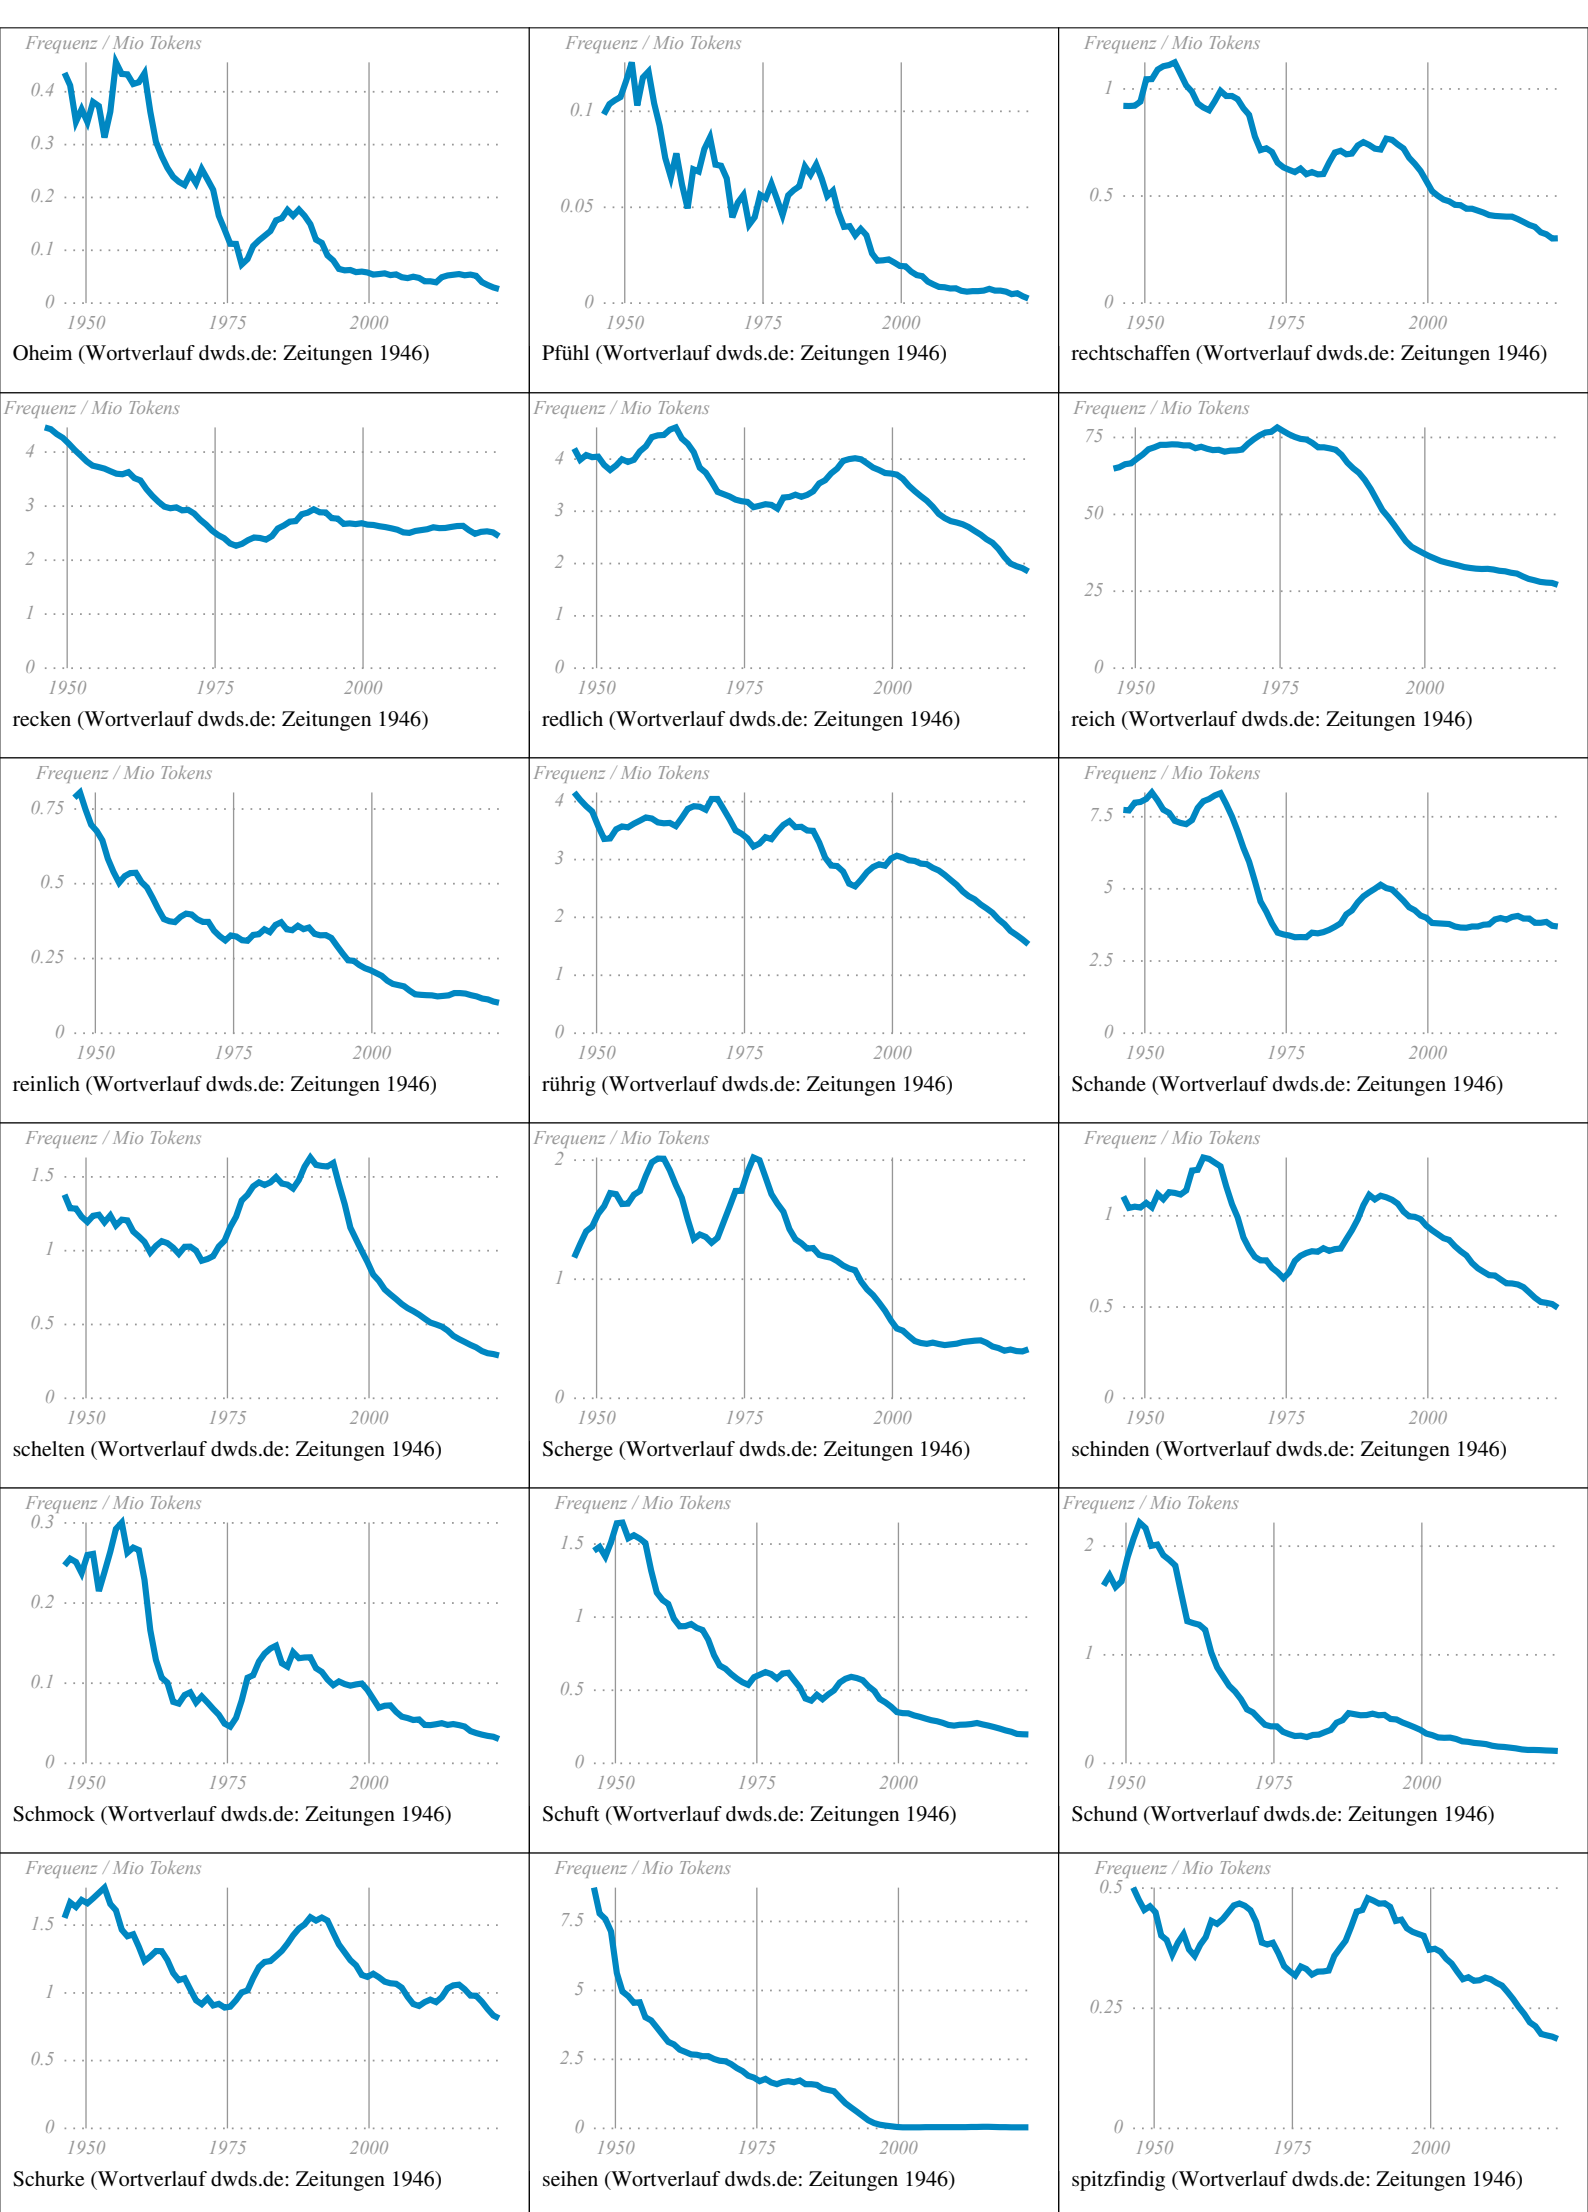 Frequenz / Mio Tokens
0.4
0.3
0.2
0.1
0
1950 1975 2000
Oheim (Wortverlauf dwds.de: Zeitungen 1946)
Frequenz / Mio Tokens
0.1
0.05
0
1950 1975 2000
Pfühl (Wortverlauf dwds.de: Zeitungen 1946)
Frequenz / Mio Tokens
1
0.5
0
1950 1975 2000
rechtschaffen (Wortverlauf dwds.de: Zeitungen 1946)
Frequenz / Mio Tokens
4
3
2
1
0
1950 1975 2000
recken (Wortverlauf dwds.de: Zeitungen 1946)
Frequenz / Mio Tokens
4
3
2
1
0
1950 1975 2000
redlich (Wortverlauf dwds.de: Zeitungen 1946)
Frequenz / Mio Tokens
75
50
25
0
1950 1975 2000
reich (Wortverlauf dwds.de: Zeitungen 1946)
Frequenz / Mio Tokens
0.75
0.5
0.25
0
1950 1975 2000
reinlich (Wortverlauf dwds.de: Zeitungen 1946)
Frequenz / Mio Tokens
4
3
2
1
0
1950 1975 2000
rührig (Wortverlauf dwds.de: Zeitungen 1946)
Frequenz / Mio Tokens
7.5
5
2.5
0
1950 1975 2000
Schande (Wortverlauf dwds.de: Zeitungen 1946)
Frequenz / Mio Tokens
1.5
1
0.5
0
1950 1975 2000
schelten (Wortverlauf dwds.de: Zeitungen 1946)
Frequenz / Mio Tokens
2
1
0
1950 1975 2000
Scherge (Wortverlauf dwds.de: Zeitungen 1946)
Frequenz / Mio Tokens
1
0.5
0
1950 1975 2000
schinden (Wortverlauf dwds.de: Zeitungen 1946)
Frequenz / Mio Tokens
0.3
0.2
0.1
0
1950 1975 2000
Schmock (Wortverlauf dwds.de: Zeitungen 1946)
Frequenz / Mio Tokens
1.5
1
0.5
0
1950 1975 2000
Schuft (Wortverlauf dwds.de: Zeitungen 1946)
Frequenz / Mio Tokens
2
1
0
1950 1975 2000
Schund (Wortverlauf dwds.de: Zeitungen 1946)
Frequenz / Mio Tokens
1.5
1
0.5
0
1950 1975 2000
Schurke (Wortverlauf dwds.de: Zeitungen 1946)
Frequenz / Mio Tokens
7.5
5
2.5
0
1950 1975 2000
seihen (Wortverlauf dwds.de: Zeitungen 1946)
Frequenz / Mio Tokens
0.5
0.25
0
1950 1975 2000
spitzfindig (Wortverlauf dwds.de: Zeitungen 1946)